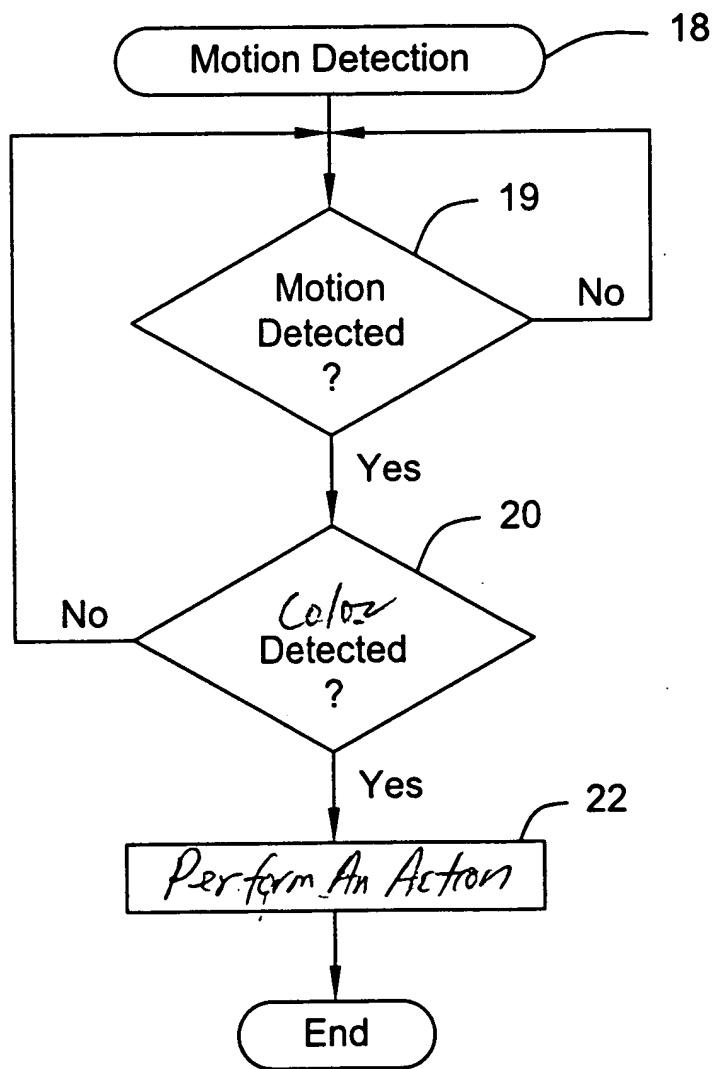 Motion Detection
18
19
Motion
Detected
?
No
Yes
20
No
Color
Detected
?
Yes
22
Perform An Action
End